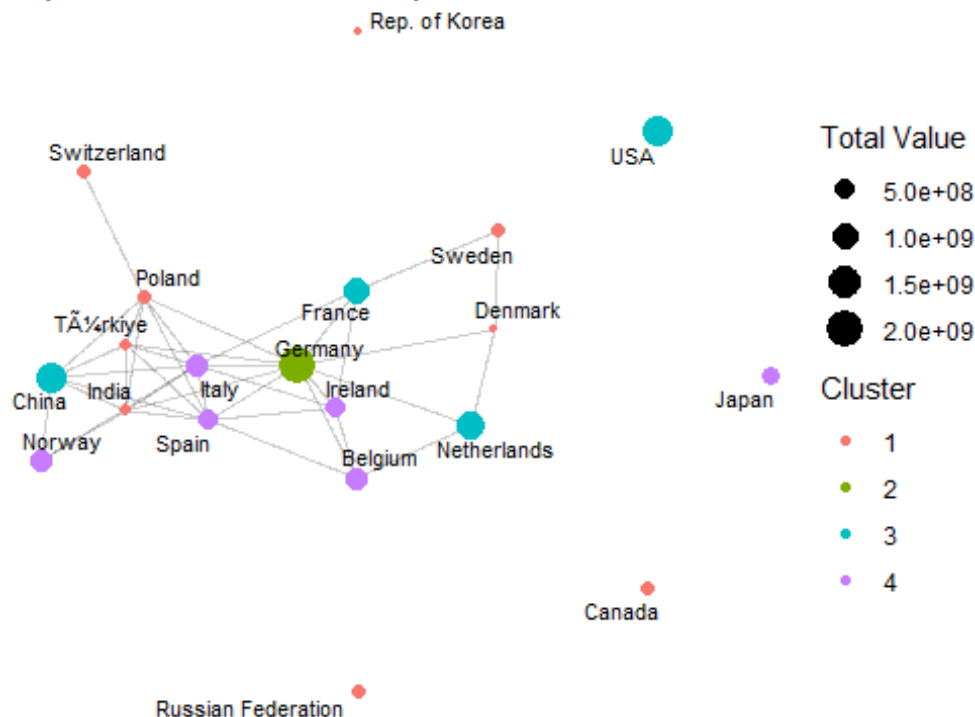 Rep. of Korea
USA
Switzerland
Sweden
Poland
France
Denmark
TÃ¼rkiye
Germany
China
India
Italy
Ireland
Japan
Norway
Spain
Belgium
Netherlands
Canada
Russian Federation
Total Value
5.0e+08
1.0e+09
1.5e+09
2.0e+09
Cluster
1
2
3
4